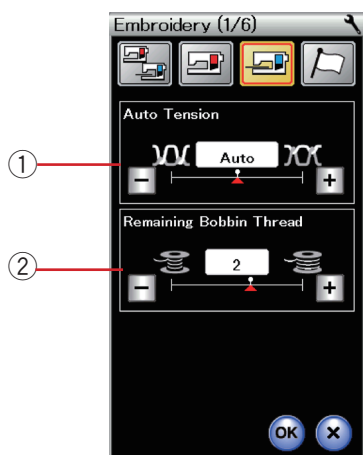 Embroidery (1/6)
Auto Tension
① Auto
− +
Remaining Bobbin Thread
② 2
− +
OK ×